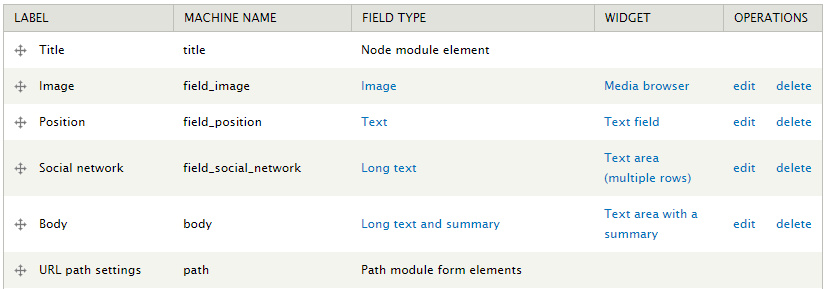 LABEL MACHINE NAME FIELD TYPE WIDGET OPERATIONS
Title title Node module element
Image field_image Image Media browser edit delete
Position field_position Text Text field edit delete
Social network field_social_network Long text Text area (multiple rows) edit delete
Body body Long text and summary Text area with a summary edit delete
URL path settings path Path module form elements